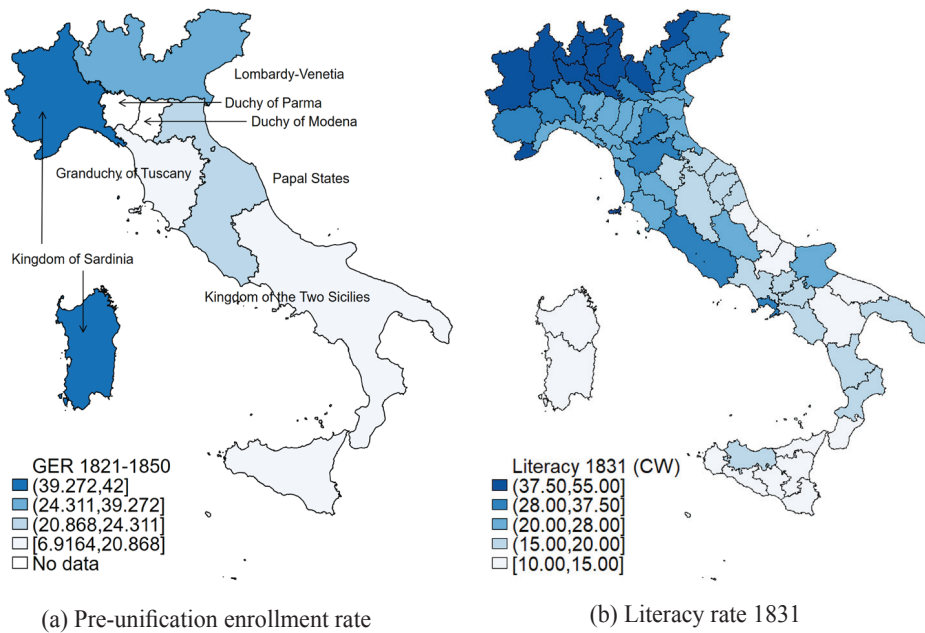 Lombardy-Venetia
Duchy of Parma
Duchy of Modena
Granduchy of Tuscany
Papal States
Kingdom of Sardinia
Kingdom of the Two Sicilies
GER 1821-1850
(39.272,42]
(24.311,39.272]
(20.868,24.311]
[6.9164,20.868]
No data
(a) Pre-unification enrollment rate
Literacy 1831 (CW)
(37.50,55.00]
(28.00,37.50]
(20.00,28.00]
(15.00,20.00]
[10.00,15.00]
(b) Literacy rate 1831